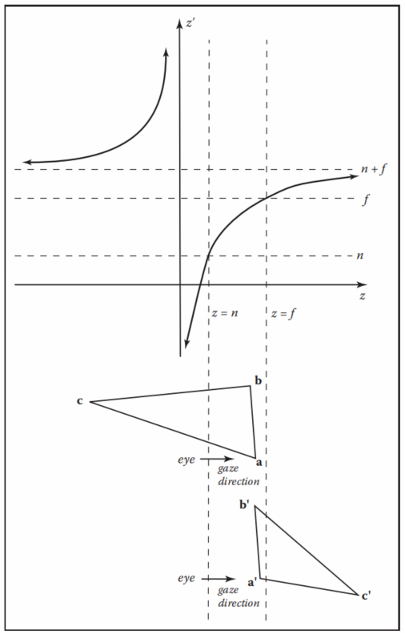 z'
n + f
f
n
z
z = n
z = f
b
c
eye
a
gaze
direction
b'
eye
a'
c'
gaze
direction